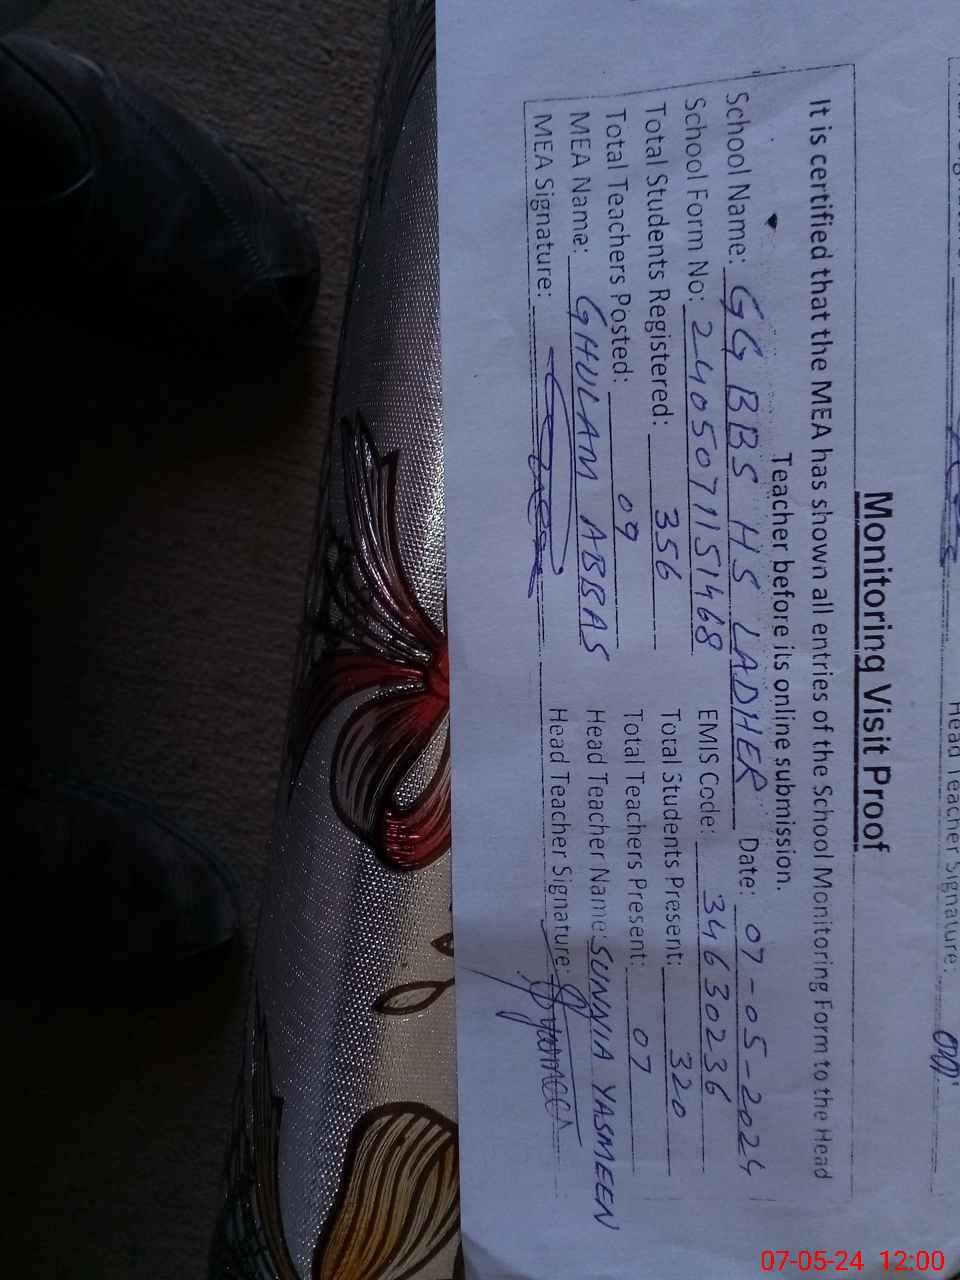 Head Teacher Signature:
Monitoring Visit Proof
It is certified that the MEA has shown all entries of the School Monitoring Form to the Head
Teacher before its online submission.
School Name: GGBBS HS LADHER Date: 07-05-2024
School Form No: 2405071151468 EMIS Code: 34630236
Total Students Registered: 356 Total Students Present: 320
Total Teachers Posted: 09 Total Teachers Present: 07
MEA Name: GHULAM ABBAS Head Teacher Name: SUNNIA YASMEEN
MEA Signature: Head Teacher Signature:
07-05-24 12:00